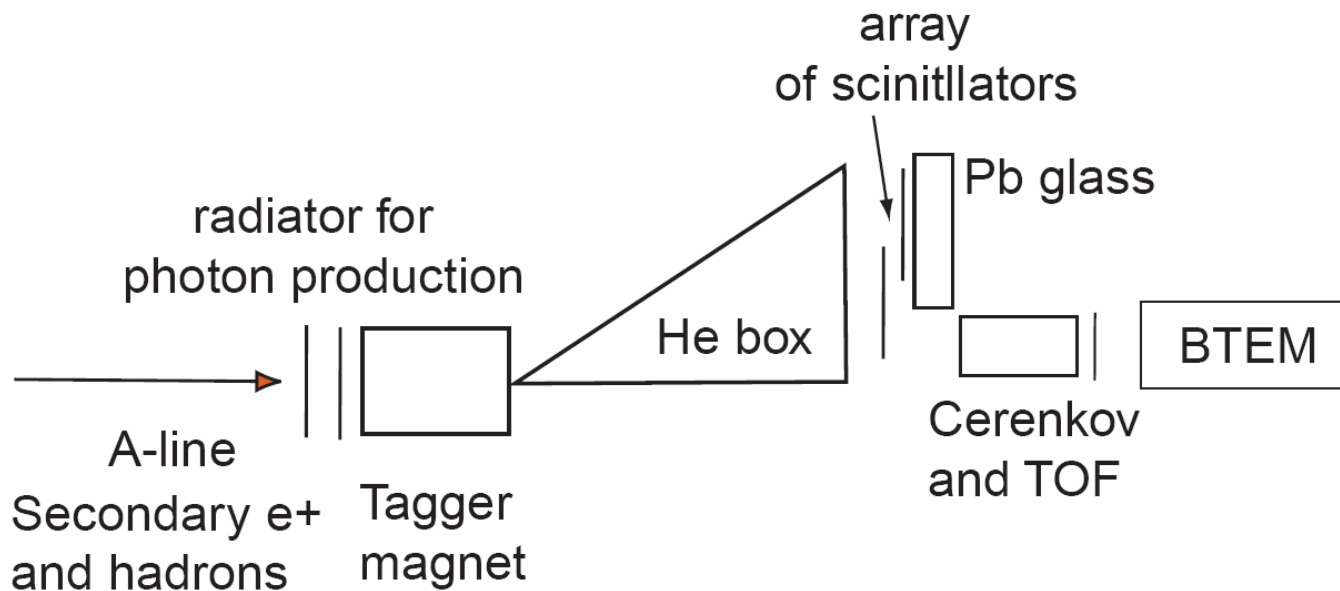 array
of scinitllators
Pb glass
radiator for
photon production
He box
BTEM
A-line
Secondary e+
and hadrons
Tagger
magnet
Cerenkov
and TOF